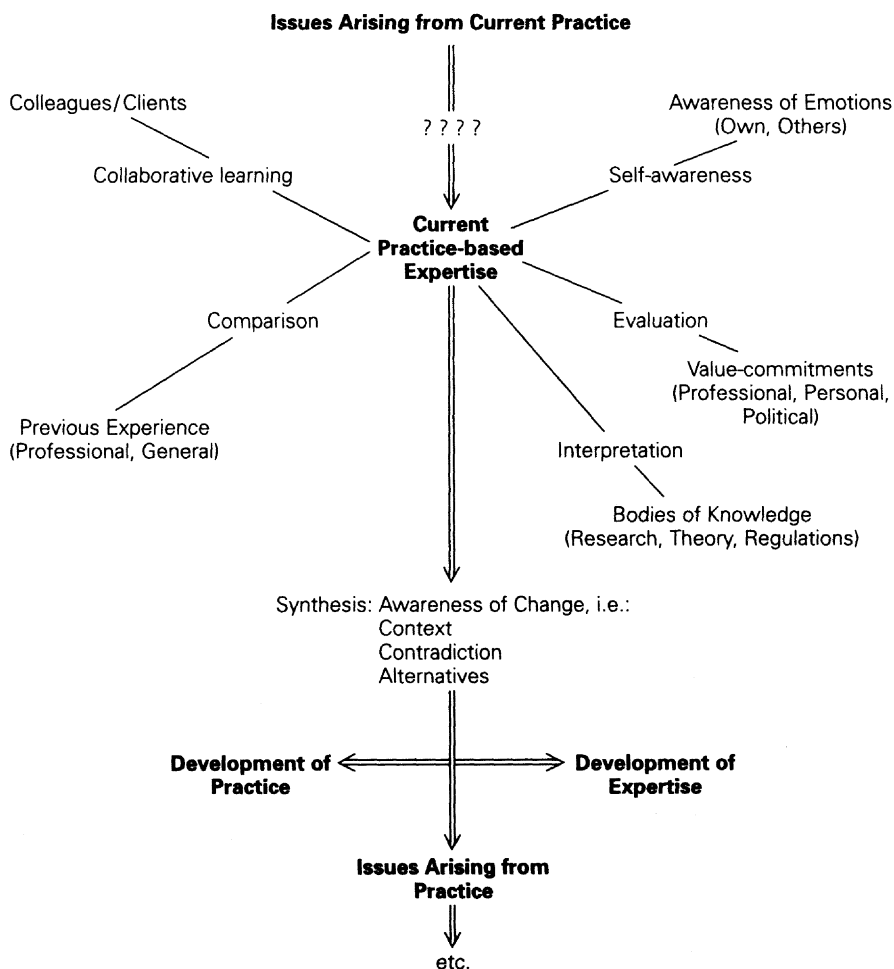 Issues Arising from Current Practice
????
Colleagues/Clients
Collaborative learning
Awareness of Emotions
(Own, Others)
Self-awareness
Current
Practice-based
Expertise
Comparison
Previous Experience
(Professional, General)
Evaluation
Value-commitments
(Professional, Personal,
Political)
Interpretation
Bodies of Knowledge
(Research, Theory, Regulations)
Synthesis: Awareness of Change, i.e.:
Context
Contradiction
Alternatives
Development of
Practice
Development of
Expertise
Issues Arising from
Practice
etc.